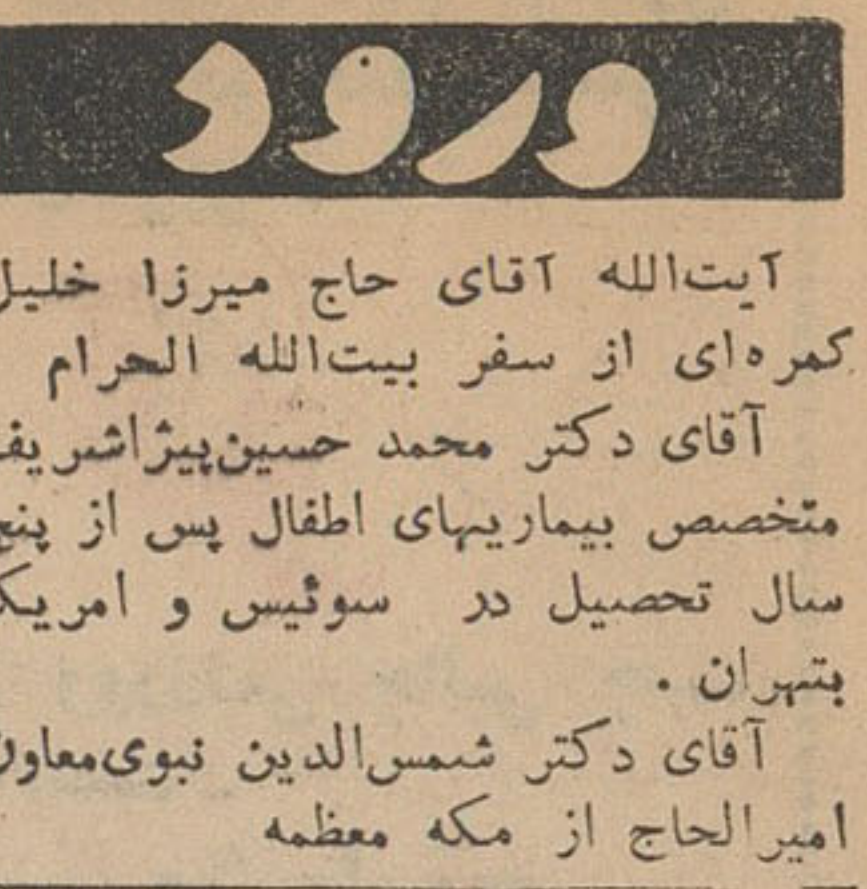 ورود
آیت‌الله آقای حاج میرزا خلیل
کمره‌ای از سفر بیت‌الله الحرام
آقای دکتر محمد حسین پیژاشریف
متخصص بیماریهای اطفال پس از پنج
سال تحصیل در سوئیس و امریکا
بتهران .
آقای دکتر شمس‌الدین نبوی معاون
امیرالحاج از مکه معظمه